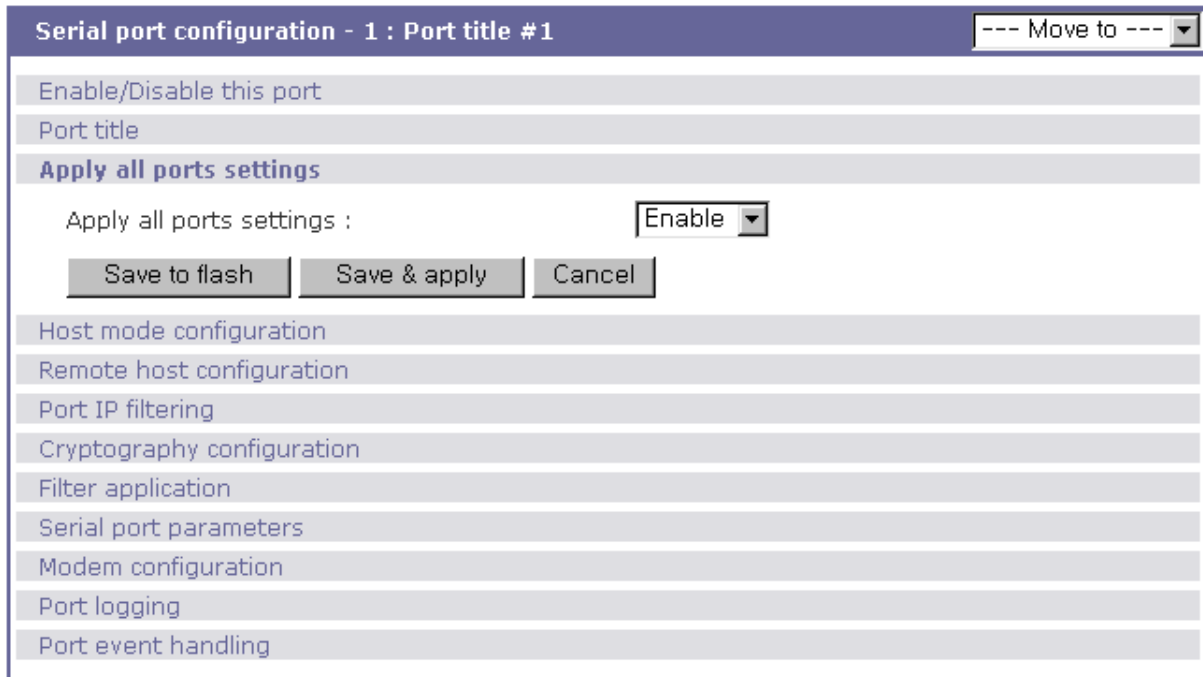 Serial port configuration - 1 : Port title #1 --- Move to ---
Enable/Disable this port
Port title
Apply all ports settings
Apply all ports settings : Enable
Save to flash Save & apply Cancel
Host mode configuration
Remote host configuration
Port IP filtering
Cryptography configuration
Filter application
Serial port parameters
Modem configuration
Port logging
Port event handling